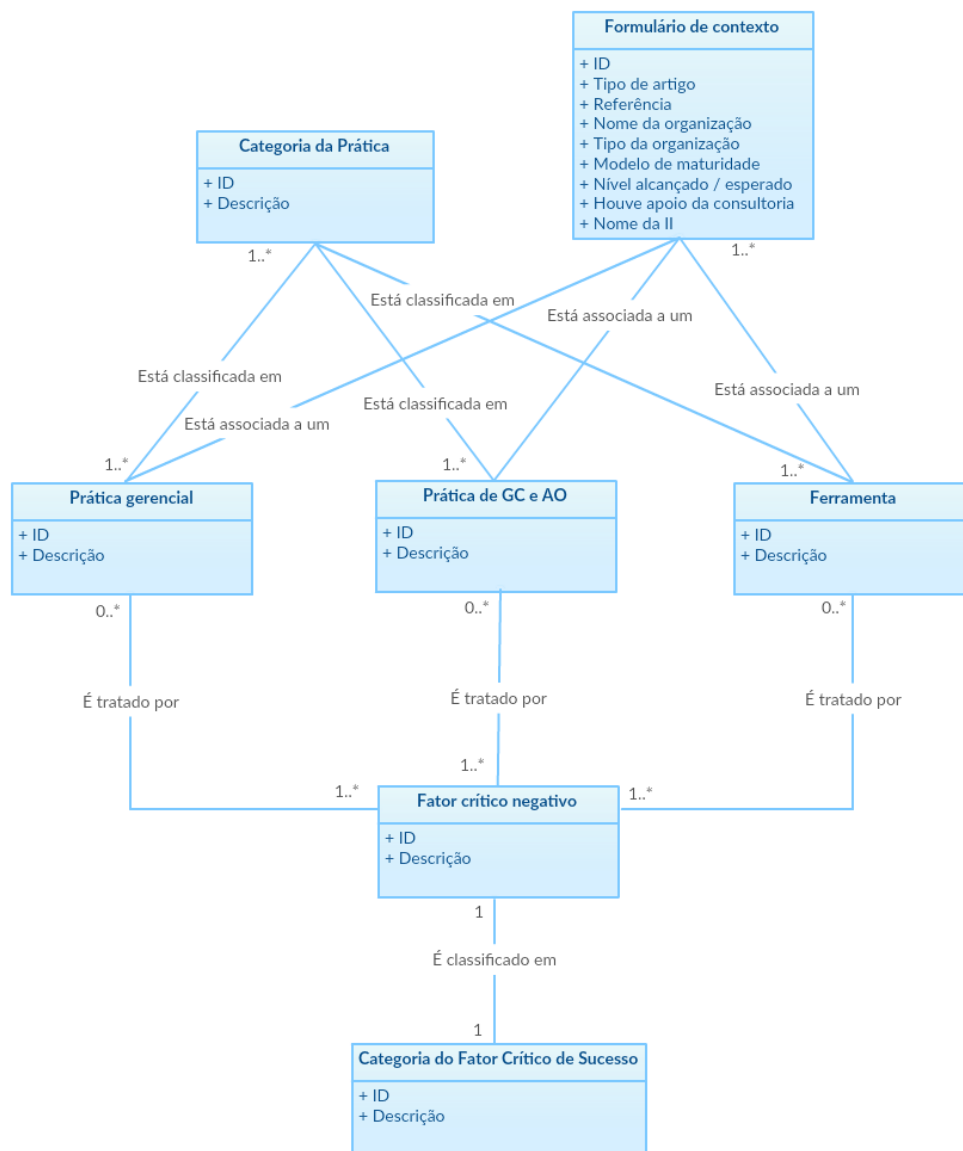 Formulário de contexto
+ ID
+ Tipo de artigo
+ Referência
+ Nome da organização
+ Tipo da organização
+ Modelo de maturidade
+ Nível alcançado / esperado
+ Houve apoio da consultoria
+ Nome da II
Categoria da Prática
+ ID
+ Descrição
1..*
1..*
Está classificada em
Está associada a um
Está classificada em
Está associada a um
Está classificada em
Está associada a um
1..*
1..*
1..*
Prática gerencial
+ ID
+ Descrição
Prática de GC e AO
+ ID
+ Descrição
Ferramenta
+ ID
+ Descrição
0..*
0..*
0..*
É tratado por
É tratado por
É tratado por
1..*
1..*
1..*
Fator crítico negativo
+ ID
+ Descrição
1
É classificado em
1
Categoria do Fator Crítico de Sucesso
+ ID
+ Descrição